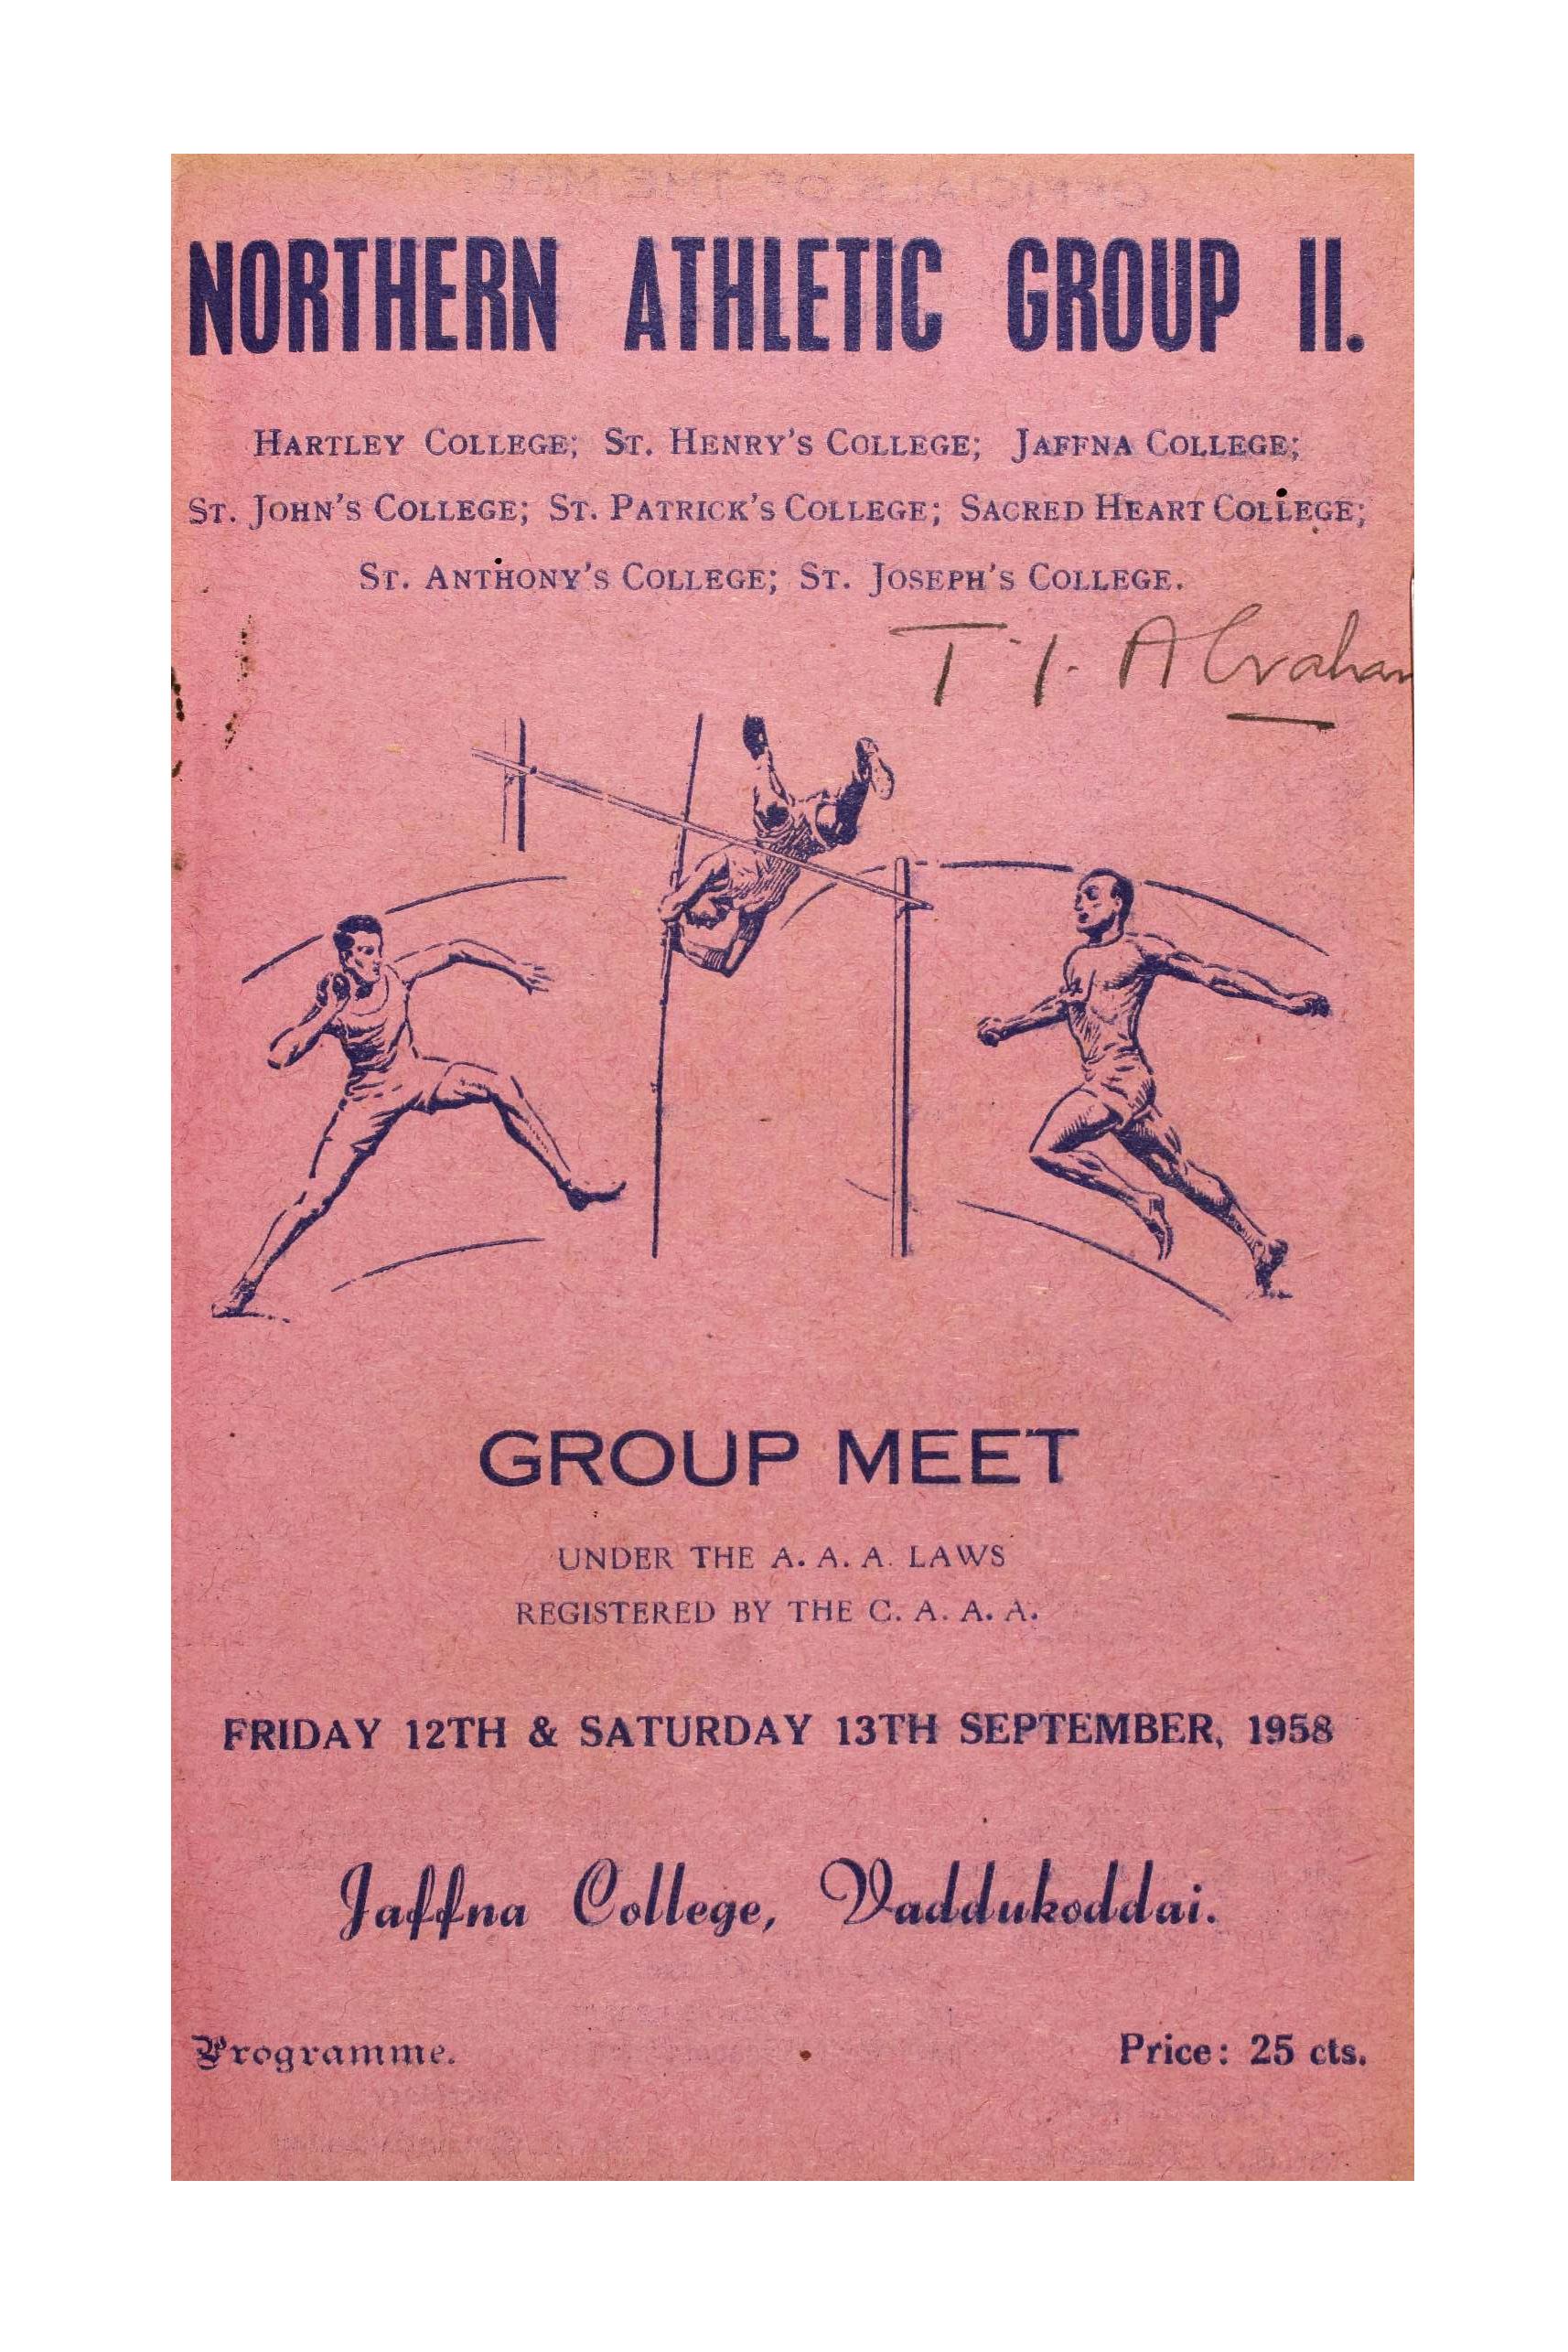 NORTHERN ATHLETIC GROUP II.
HARTLEY COLLEGE; ST. HENRY'S COLLEGE; JAFFNA COLLEGE;
ST. JOHN'S COLLEGE; ST. PATRICK'S COLLEGE; SACRED HEART COLLEGE;
ST. ANTHONY'S COLLEGE; ST. JOSEPH'S COLLEGE.
T. I. Abraham
GROUP MEET
UNDER THE A. A. A. LAWS
REGISTERED BY THE C. A. A. A.
FRIDAY 12TH & SATURDAY 13TH SEPTEMBER, 1958
Jaffna College, Vaddukoddai.
Programme. Price: 25 cts.